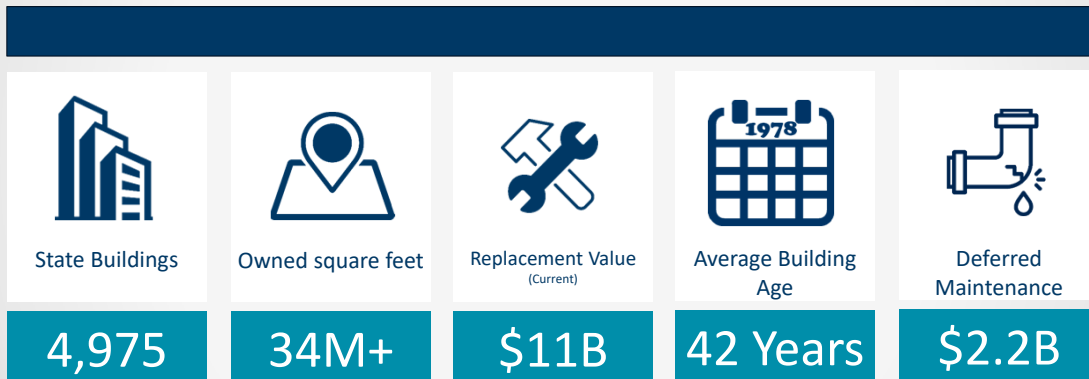 1978
State Buildings
Owned square feet
Replacement Value
(Current)
Average Building
Age
Deferred
Maintenance
4,975
34M+
$11B
42 Years
$2.2B